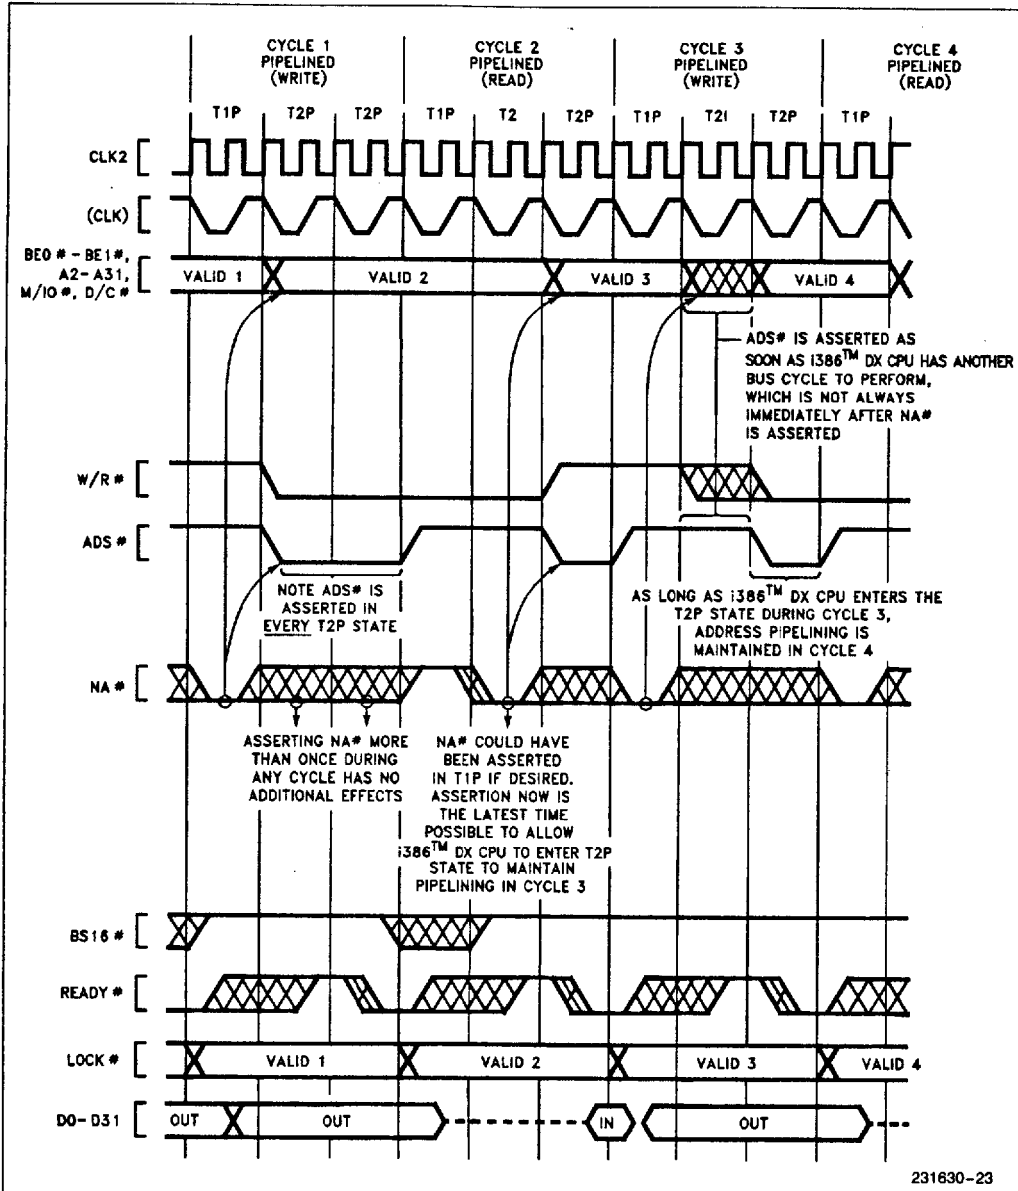 CYCLE 1
PIPELINED
(WRITE)
CYCLE 2
PIPELINED
(READ)
CYCLE 3
PIPELINED
(WRITE)
CYCLE 4
PIPELINED
(READ)
T1P T2P T2P T1P T2 T2P T1P T2I T2P T1P
CLK2
(CLK)
BE0 # - BE1#,
A2-A31,
M/IO #, D/C #
VALID 1 VALID 2 VALID 3 VALID 4
ADS# IS ASSERTED AS
SOON AS i386™ DX CPU HAS ANOTHER
BUS CYCLE TO PERFORM,
WHICH IS NOT ALWAYS
IMMEDIATELY AFTER NA#
IS ASSERTED
W/R #
ADS #
NOTE ADS# IS
ASSERTED IN
EVERY T2P STATE
AS LONG AS i386™ DX CPU ENTERS THE
T2P STATE DURING CYCLE 3,
ADDRESS PIPELINING IS
MAINTAINED IN CYCLE 4
NA #
ASSERTING NA# MORE
THAN ONCE DURING
ANY CYCLE HAS NO
ADDITIONAL EFFECTS
NA# COULD HAVE
BEEN ASSERTED
IN T1P IF DESIRED.
ASSERTION NOW IS
THE LATEST TIME
POSSIBLE TO ALLOW
i386™ DX CPU TO ENTER T2P
STATE TO MAINTAIN
PIPELINING IN CYCLE 3
BS16 #
READY #
LOCK #
VALID 1 VALID 2 VALID 3 VALID 4
D0-D31
OUT OUT IN OUT
231630-23